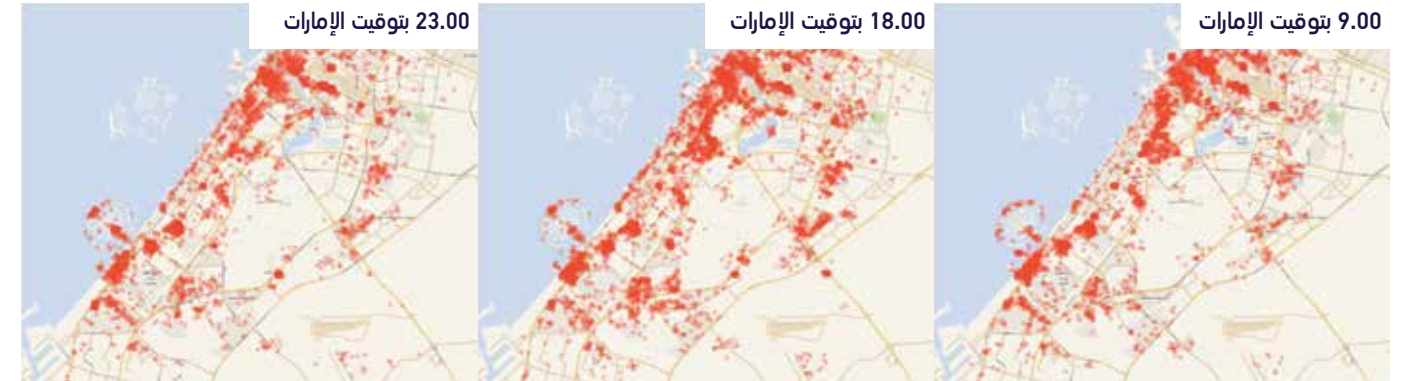 9.00 بتوقيت الإمارات
18.00 بتوقيت الإمارات
23.00 بتوقيت الإمارات